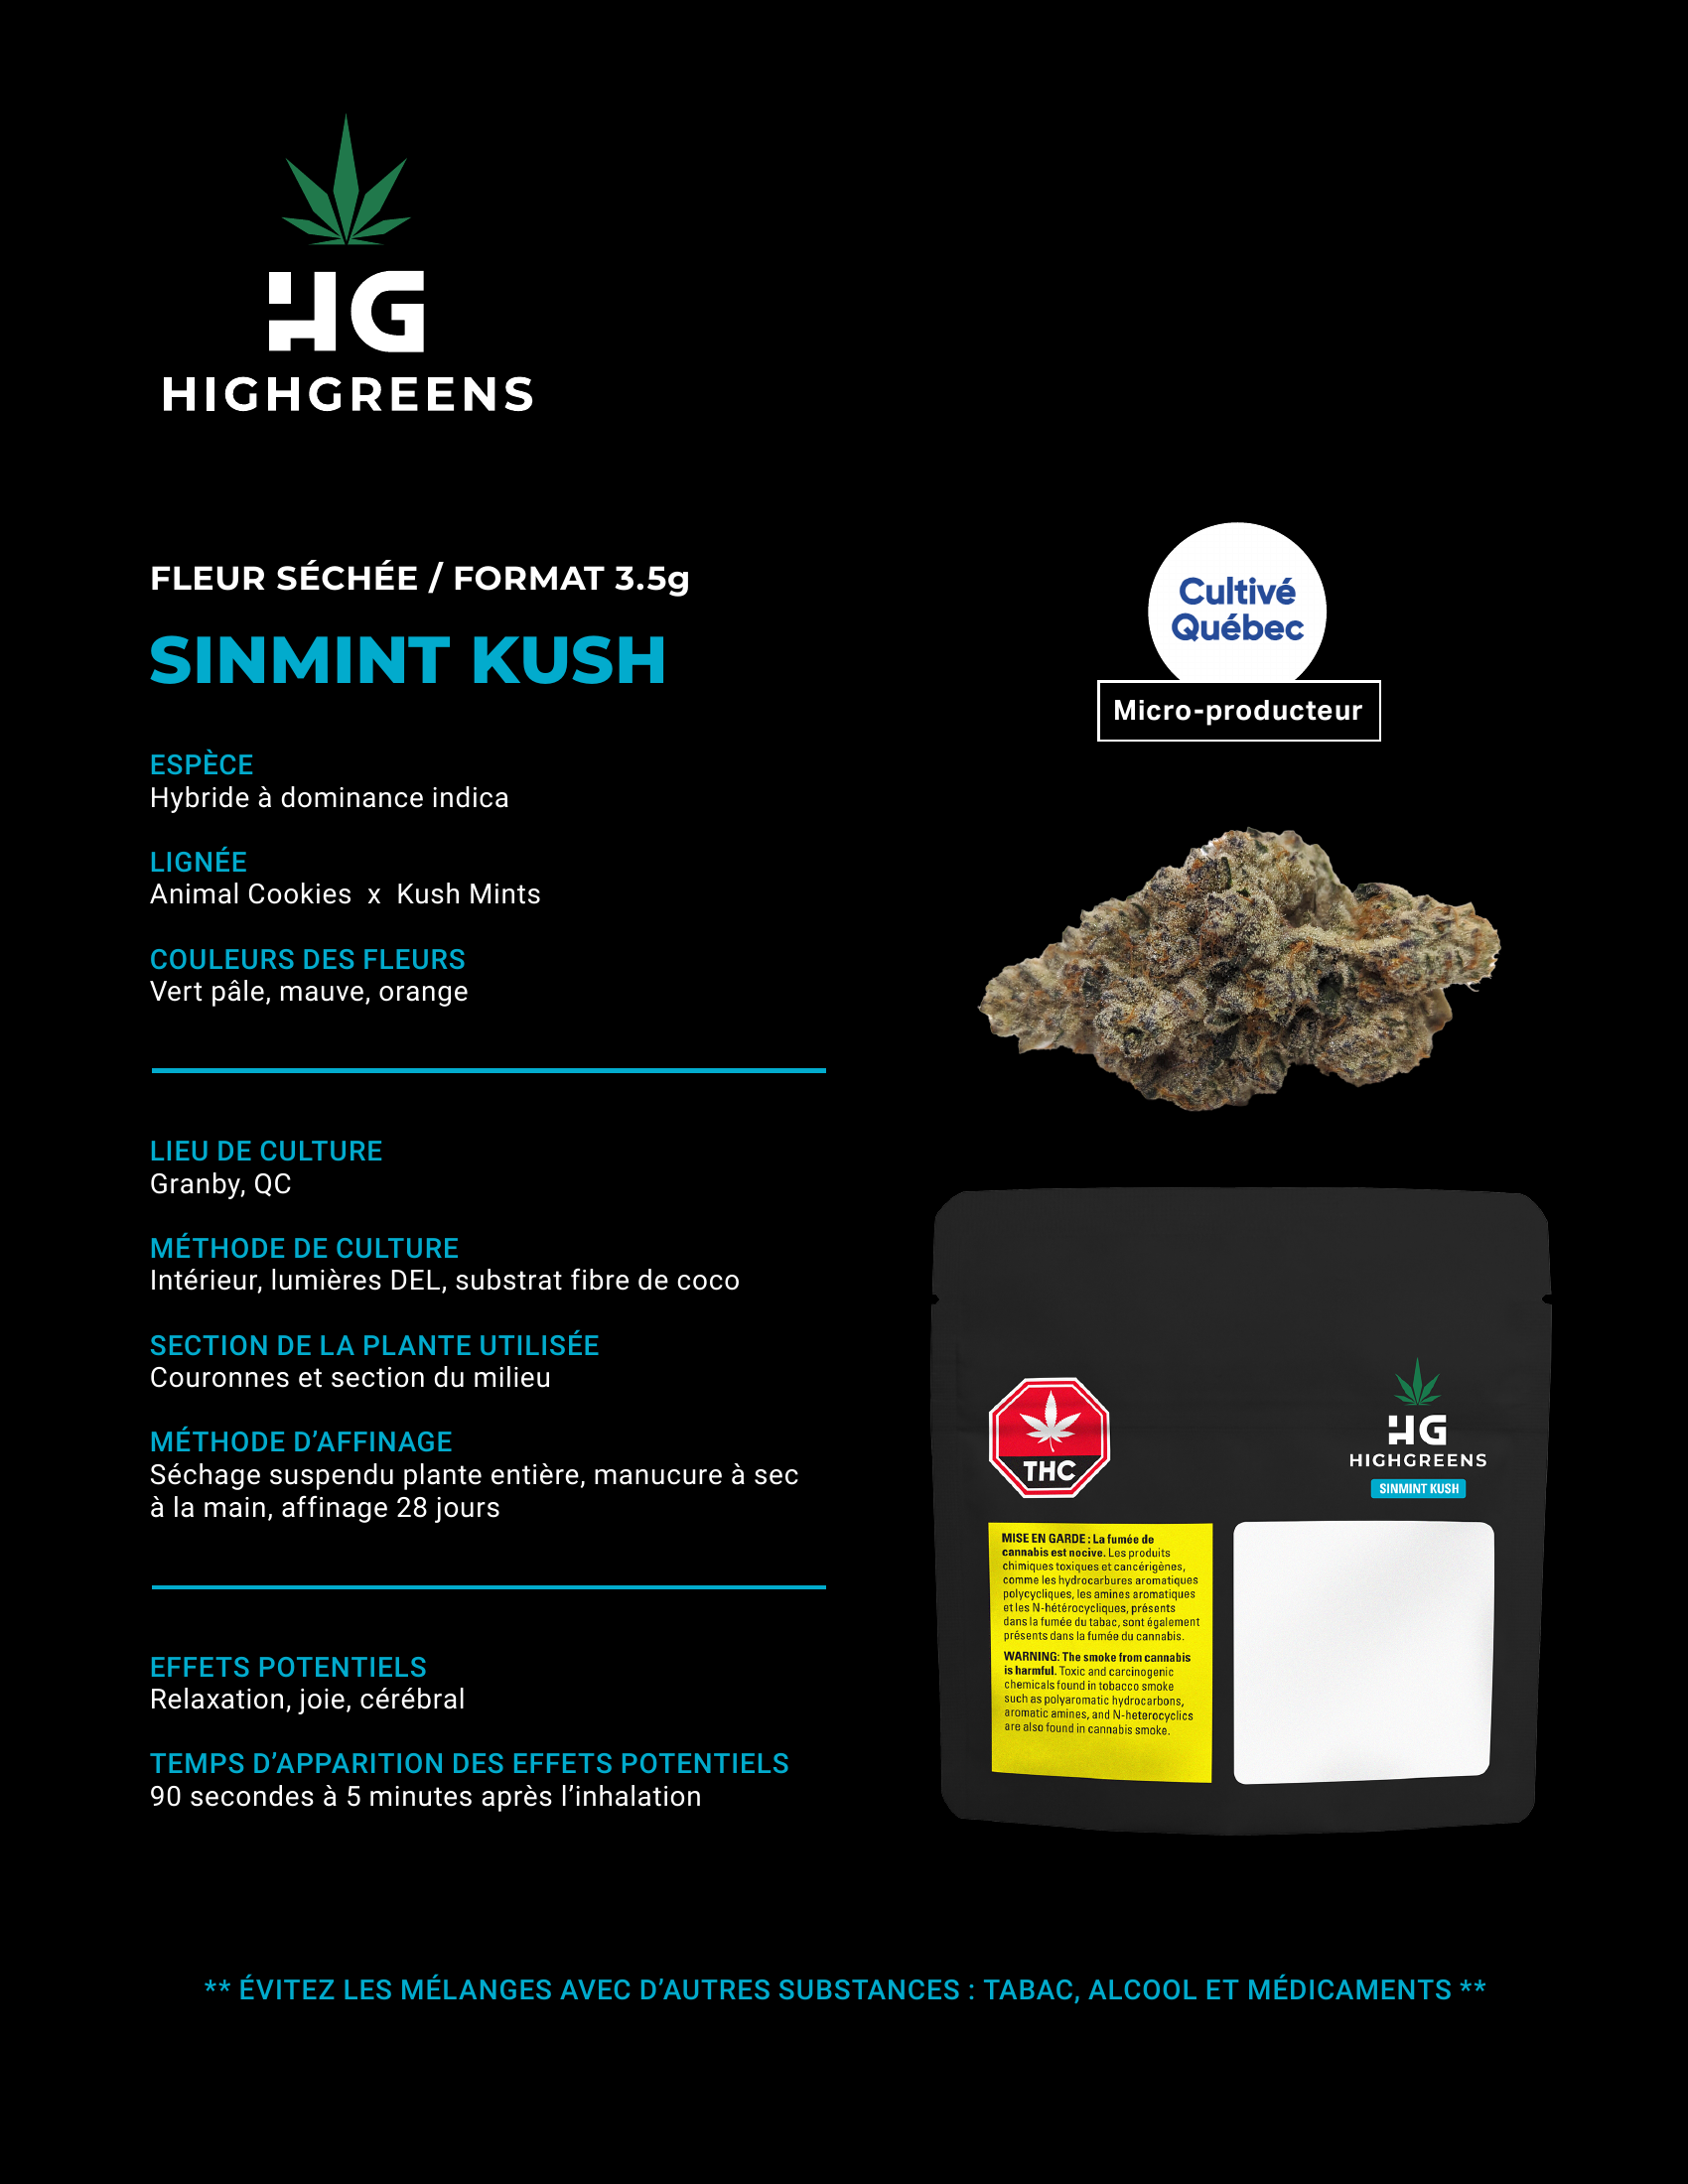 HG
HIGHGREENS
FLEUR SÉCHÉE / FORMAT 3.5g
SINMINT KUSH
ESPÈCE
Hybride à dominance indica
LIGNÉE
Animal Cookies x Kush Mints
COULEURS DES FLEURS
Vert pâle, mauve, orange
LIEU DE CULTURE
Granby, QC
MÉTHODE DE CULTURE
Intérieur, lumières DEL, substrat fibre de coco
SECTION DE LA PLANTE UTILISÉE
Couronnes et section du milieu
MÉTHODE D’AFFINAGE
Séchage suspendu plante entière, manucure à sec
à la main, affinage 28 jours
EFFETS POTENTIELS
Relaxation, joie, cérébral
TEMPS D’APPARITION DES EFFETS POTENTIELS
90 secondes à 5 minutes après l’inhalation
Cultivé
Québec
Micro-producteur
THC
HG
HIGHGREENS
SINMINT KUSH
MISE EN GARDE : La fumée de
cannabis est nocive. Les produits
chimiques toxiques et cancérigènes,
comme les hydrocarbures aromatiques
polycycliques, les amines aromatiques
et les N-hétérocycliques, présents
dans la fumée du tabac, sont également
présents dans la fumée du cannabis.
WARNING: The smoke from cannabis
is harmful. Toxic and carcinogenic
chemicals found in tobacco smoke
such as polyaromatic hydrocarbons,
aromatic amines, and N-heterocyclics
are also found in cannabis smoke.
** ÉVITEZ LES MÉLANGES AVEC D’AUTRES SUBSTANCES : TABAC, ALCOOL ET MÉDICAMENTS **